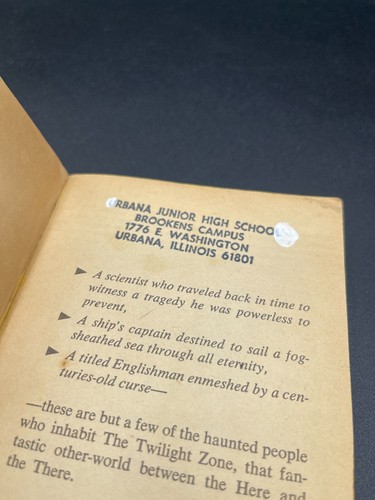 URBANA JUNIOR HIGH SCHOOL
BROOKENS CAMPUS
1776 E. WASHINGTON
URBANA, ILLINOIS 61801
► A scientist who traveled back in time to
witness a tragedy he was powerless to
prevent,
► A ship's captain destined to sail a fog-
sheathed sea through all eternity,
► A titled Englishman enmeshed by a cen-
turies-old curse—
—these are but a few of the haunted people
who inhabit The Twilight Zone, that fan-
tastic other-world between the Here and
the There.